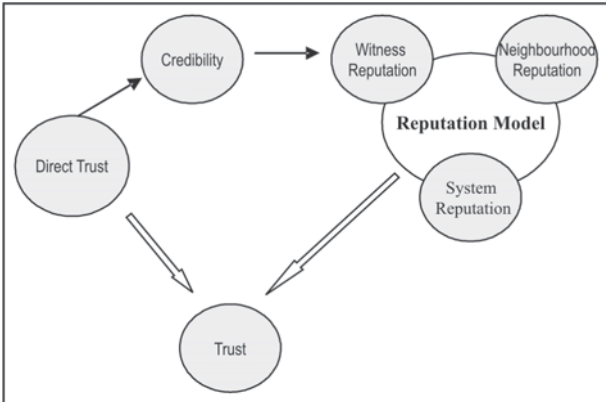 Credibility
Witness
Reputation
Neighbourhood
Reputation
Reputation Model
Direct Trust
System
Reputation
Trust